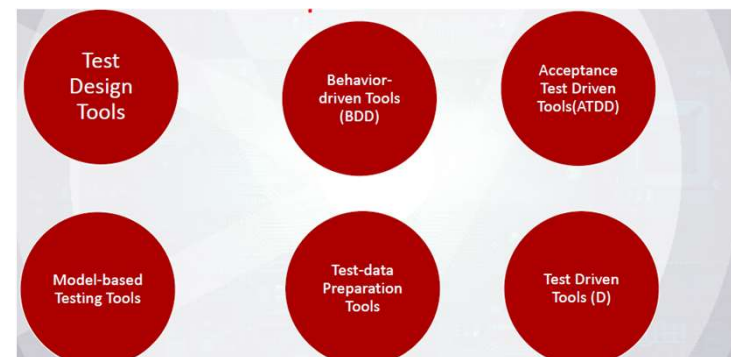 Test
Design
Tools
Behavior-
driven Tools
(BDD)
Acceptance
Test Driven
Tools(ATDD)
Model-based
Testing Tools
Test-data
Preparation
Tools
Test Driven
Tools (D)